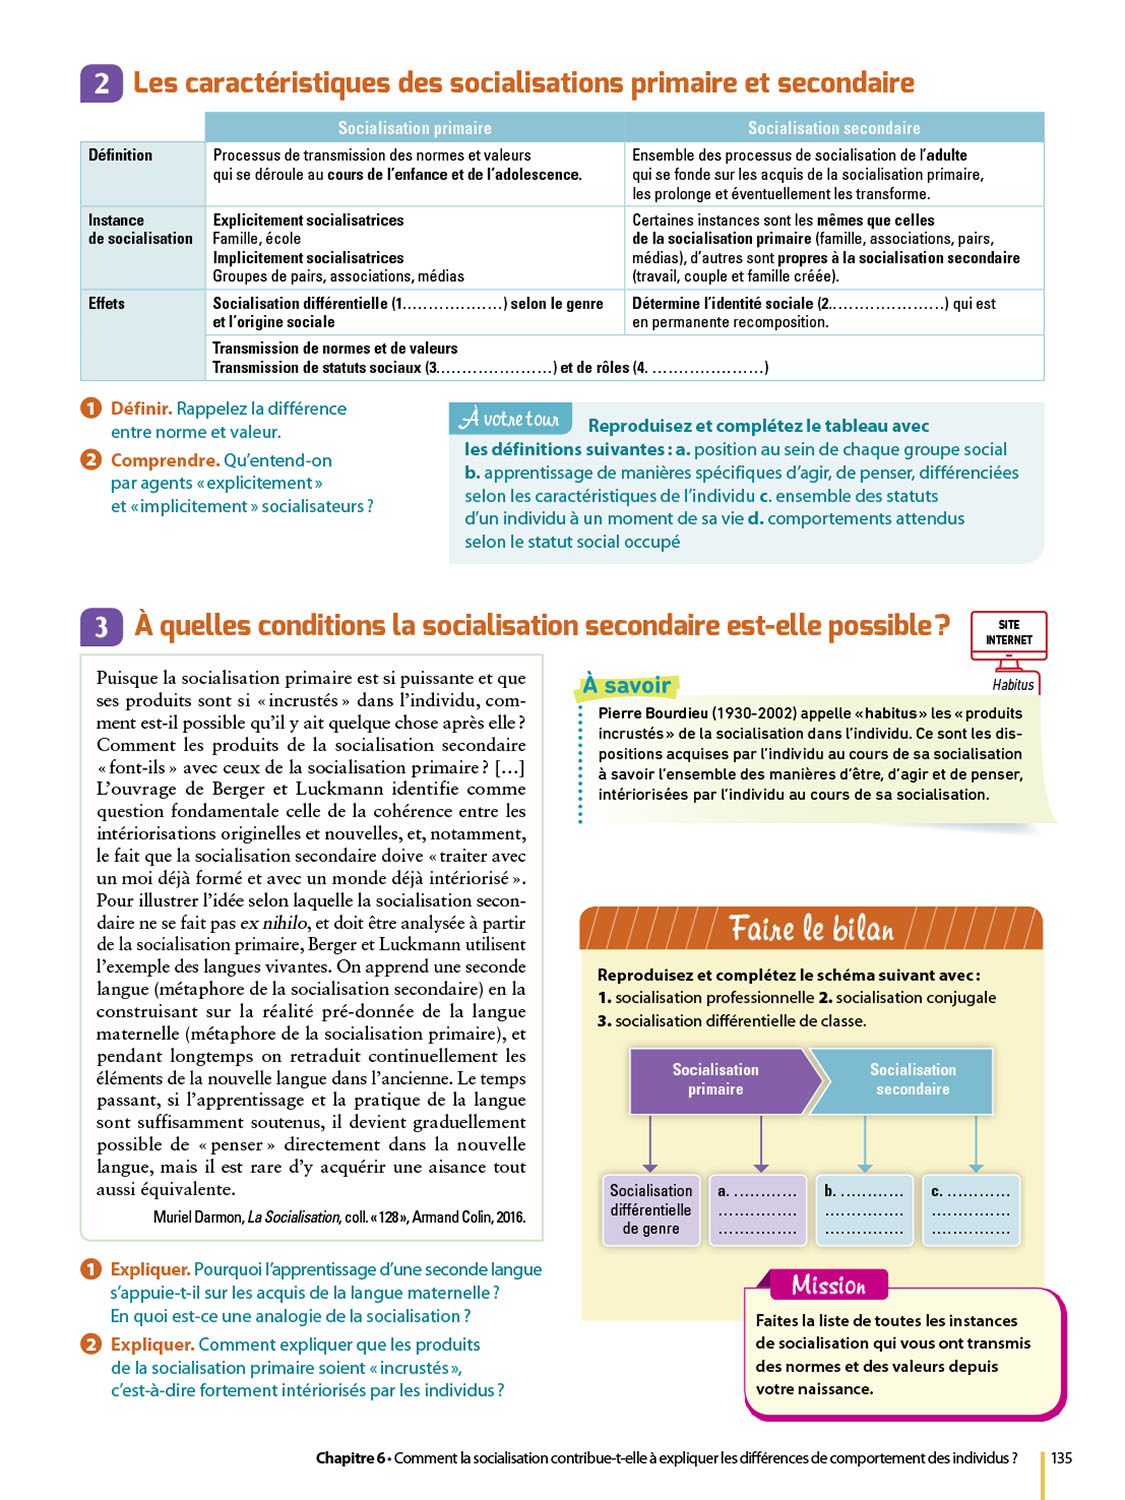 2 Les caractéristiques des socialisations primaire et secondaire
Socialisation primaire
Socialisation secondaire
Définition
Processus de transmission des normes et valeurs
qui se déroule au cours de l'enfance et de l'adolescence.
Ensemble des processus de socialisation de l'adulte
qui se fonde sur les acquis de la socialisation primaire,
les prolonge et éventuellement les transforme.
Instance
de socialisation
Explicitement socialisatrices
Famille, école
Implicitement socialisatrices
Groupes de pairs, associations, médias
Certaines instances sont les mêmes que celles
de la socialisation primaire (famille, associations, pairs,
médias), d'autres sont propres à la socialisation secondaire
(travail, couple et famille créée).
Effets
Socialisation différentielle (1...................) selon le genre
et l'origine sociale
Détermine l'identité sociale (2......................) qui est
en permanente recomposition.
Transmission de normes et de valeurs
Transmission de statuts sociaux (3......................) et de rôles (4. ......................)
1 Définir. Rappelez la différence
entre norme et valeur.
2 Comprendre. Qu'entend-on
par agents « explicitement »
et « implicitement » socialisateurs ?
À votre tour
Reproduisez et complétez le tableau avec
les définitions suivantes : a. position au sein de chaque groupe social
b. apprentissage de manières spécifiques d'agir, de penser, différenciées
selon les caractéristiques de l'individu c. ensemble des statuts
d'un individu à un moment de sa vie d. comportements attendus
selon le statut social occupé
3 À quelles conditions la socialisation secondaire est-elle possible ?
SITE
INTERNET
Habitus
Puisque la socialisation primaire est si puissante et que
ses produits sont si « incrustés » dans l'individu, com-
ment est-il possible qu'il y ait quelque chose après elle ?
Comment les produits de la socialisation secondaire
« font-ils » avec ceux de la socialisation primaire ? […]
L'ouvrage de Berger et Luckmann identifie comme
question fondamentale celle de la cohérence entre les
intériorisations originelles et nouvelles, et, notamment,
le fait que la socialisation secondaire doive « traiter avec
un moi déjà formé et avec un monde déjà intériorisé ».
Pour illustrer l'idée selon laquelle la socialisation secon-
daire ne se fait pas ex nihilo, et doit être analysée à partir
de la socialisation primaire, Berger et Luckmann utilisent
l'exemple des langues vivantes. On apprend une seconde
langue (métaphore de la socialisation secondaire) en la
construisant sur la réalité pré-donnée de la langue
maternelle (métaphore de la socialisation primaire), et
pendant longtemps on retraduit continuellement les
éléments de la nouvelle langue dans l'ancienne. Le temps
passant, si l'apprentissage et la pratique de la langue
sont suffisamment soutenus, il devient graduellement
possible de « penser » directement dans la nouvelle
langue, mais il est rare d'y acquérir une aisance tout
aussi équivalente.
Muriel Darmon, La Socialisation, coll. « 128 », Armand Colin, 2016.
À savoir
Pierre Bourdieu (1930-2002) appelle « habitus » les « produits
incrustés » de la socialisation dans l'individu. Ce sont les dis-
positions acquises par l'individu au cours de sa socialisation
à savoir l'ensemble des manières d'être, d'agir et de penser,
intériorisées par l'individu au cours de sa socialisation.
1 Expliquer. Pourquoi l'apprentissage d'une seconde langue
s'appuie-t-il sur les acquis de la langue maternelle ?
En quoi est-ce une analogie de la socialisation ?
2 Expliquer. Comment expliquer que les produits
de la socialisation primaire soient « incrustés »,
c'est-à-dire fortement intériorisés par les individus ?
Faire le bilan
Reproduisez et complétez le schéma suivant avec :
1. socialisation professionnelle 2. socialisation conjugale
3. socialisation différentielle de classe.
Socialisation
primaire
Socialisation
secondaire
Socialisation
différentielle
de genre
a. ............
...............
...............
b. ............
...............
...............
c. ............
...............
...............
Mission
Faites la liste de toutes les instances
de socialisation qui vous ont transmis
des normes et des valeurs depuis
votre naissance.
Chapitre 6 • Comment la socialisation contribue-t-elle à expliquer les différences de comportement des individus ? 135